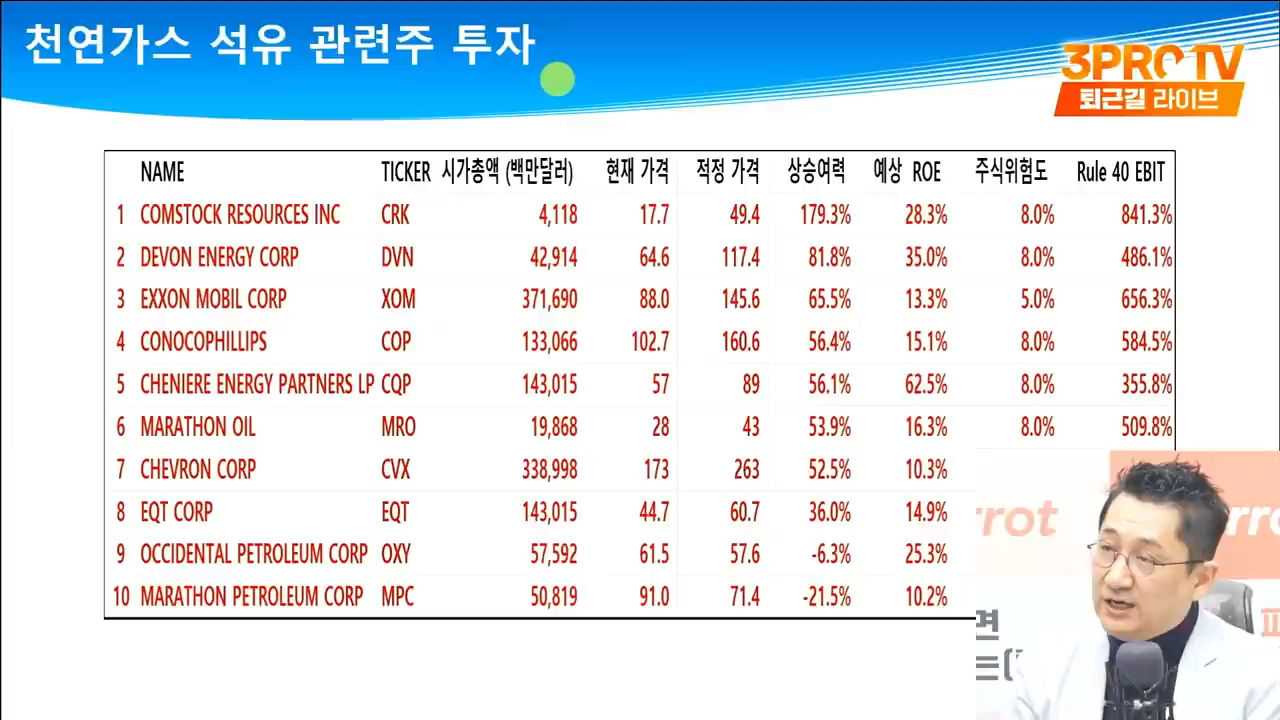 천연가스 석유 관련주 투자
3PROTV
퇴근길 라이브
NAME TICKER 시가총액 (백만달러) 현재 가격 적정 가격 상승여력 예상 ROE 주식위험도 Rule 40 EBIT
1 COMSTOCK RESOURCES INC CRK 4,118 17.7 49.4 179.3% 28.3% 8.0% 841.3%
2 DEVON ENERGY CORP DVN 42,914 64.6 117.4 81.8% 35.0% 8.0% 486.1%
3 EXXON MOBIL CORP XOM 371,690 88.0 145.6 65.5% 13.3% 5.0% 656.3%
4 CONOCOPHILLIPS COP 133,066 102.7 160.6 56.4% 15.1% 8.0% 584.5%
5 CHENIERE ENERGY PARTNERS LP CQP 143,015 57 89 56.1% 62.5% 8.0% 355.8%
6 MARATHON OIL MRO 19,868 28 43 53.9% 16.3% 8.0% 509.8%
7 CHEVRON CORP CVX 338,998 173 263 52.5% 10.3%
8 EQT CORP EQT 143,015 44.7 60.7 36.0% 14.9%
9 OCCIDENTAL PETROLEUM CORP OXY 57,592 61.5 57.6 -6.3% 25.3%
10 MARATHON PETROLEUM CORP MPC 50,819 91.0 71.4 -21.5% 10.2%
rrot
면